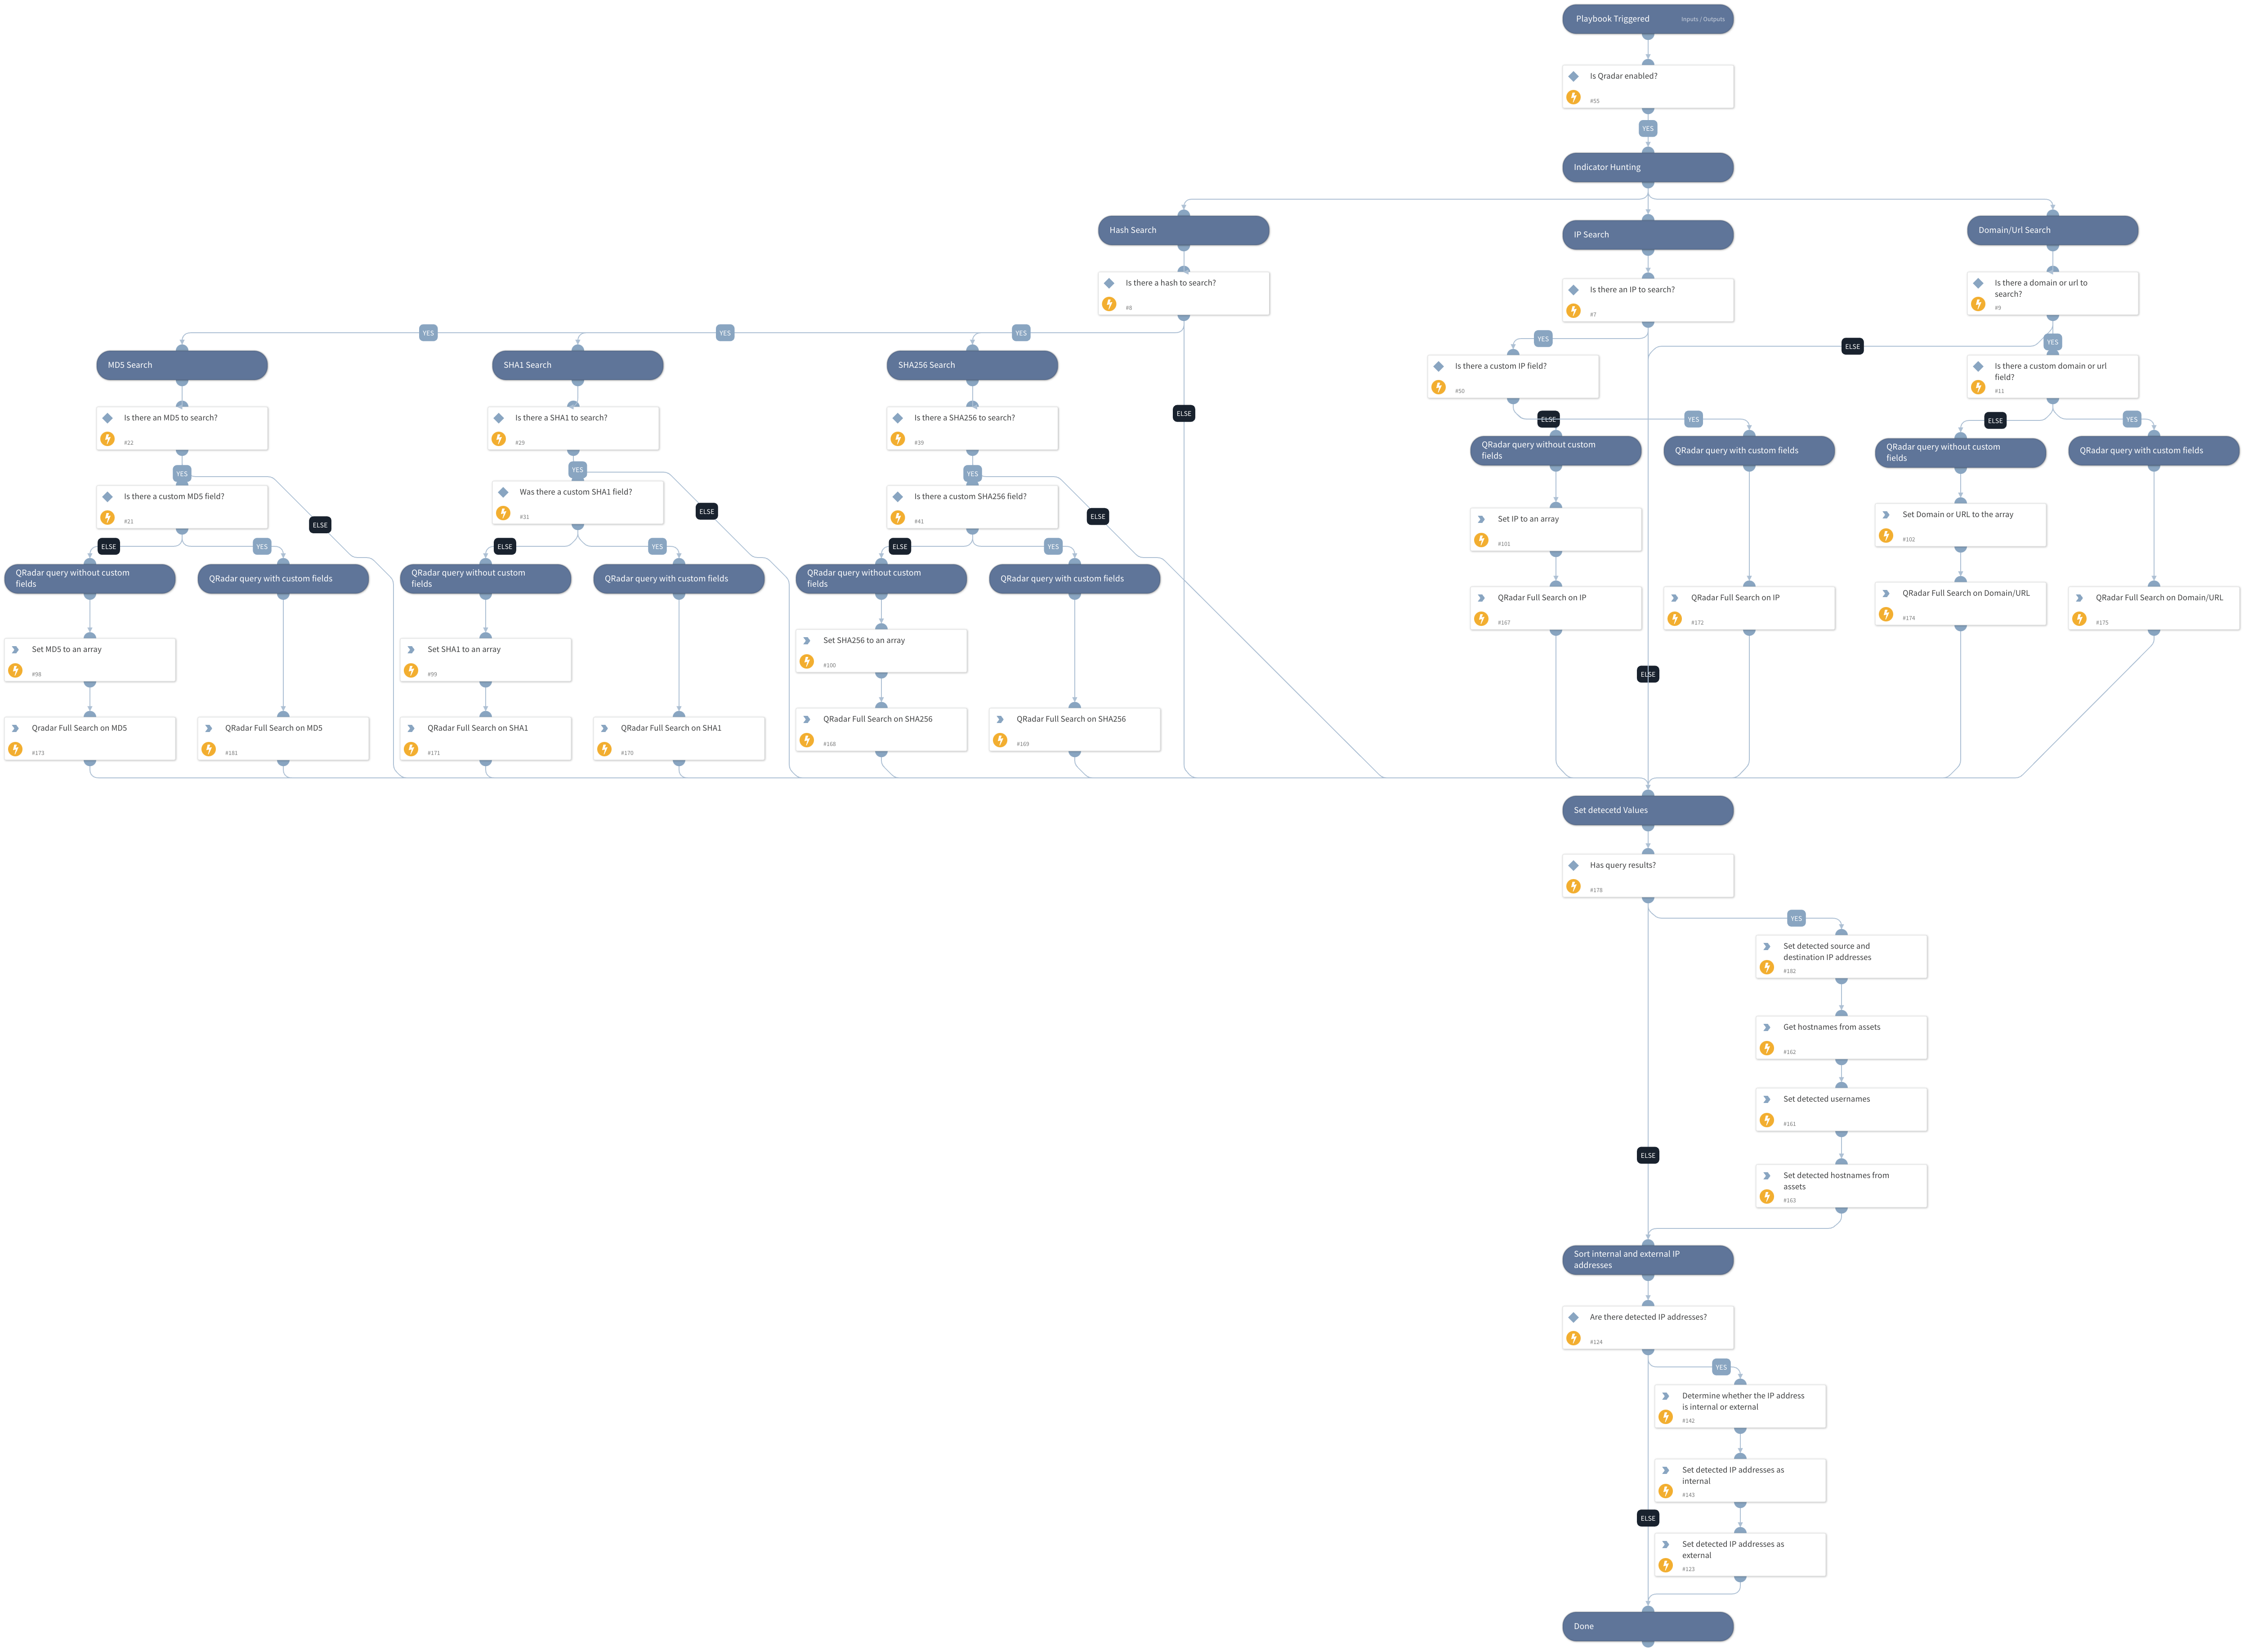 Playbook Triggered
Inputs / Outputs
Is Qradar enabled?
#55
YES
Indicator Hunting
Hash Search
IP Search
Domain/Url Search
Is there a hash to search?
#8
Is there an IP to search?
#7
Is there a domain or url to
search?
#9
YES
YES
YES
YES
ELSE
YES
MD5 Search
SHA1 Search
SHA256 Search
Is there a custom IP field?
#50
Is there a custom domain or url
field?
#11
Is there an MD5 to search?
#22
Is there a SHA1 to search?
#29
Is there a SHA256 to search?
#39
ELSE
ELSE
YES
ELSE
YES
QRadar query without custom
fields
QRadar query with custom fields
QRadar query without custom
fields
QRadar query with custom fields
YES
YES
YES
Is there a custom MD5 field?
#21
ELSE
Was there a custom SHA1 field?
#31
ELSE
Is there a custom SHA256 field?
#41
ELSE
Set IP to an array
#101
Set Domain or URL to the array
#102
ELSE
YES
ELSE
YES
ELSE
YES
QRadar query without custom
fields
QRadar query with custom fields
QRadar query without custom
fields
QRadar query with custom fields
QRadar query without custom
fields
QRadar query with custom fields
QRadar Full Search on IP
#167
QRadar Full Search on IP
#172
QRadar Full Search on Domain/URL
#174
QRadar Full Search on Domain/URL
#175
Set MD5 to an array
#98
Set SHA1 to an array
#99
Set SHA256 to an array
#100
ELSE
Qradar Full Search on MD5
#173
QRadar Full Search on MD5
#181
QRadar Full Search on SHA1
#171
QRadar Full Search on SHA1
#170
QRadar Full Search on SHA256
#168
QRadar Full Search on SHA256
#169
Set detecetd Values
Has query results?
#178
YES
Set detected source and
destination IP addresses
#182
Get hostnames from assets
#162
Set detected usernames
#161
ELSE
Set detected hostnames from
assets
#163
Sort internal and external IP
addresses
Are there detected IP addresses?
#124
YES
Determine whether the IP address
is internal or external
#142
Set detected IP addresses as
internal
#143
ELSE
Set detected IP addresses as
external
#123
Done